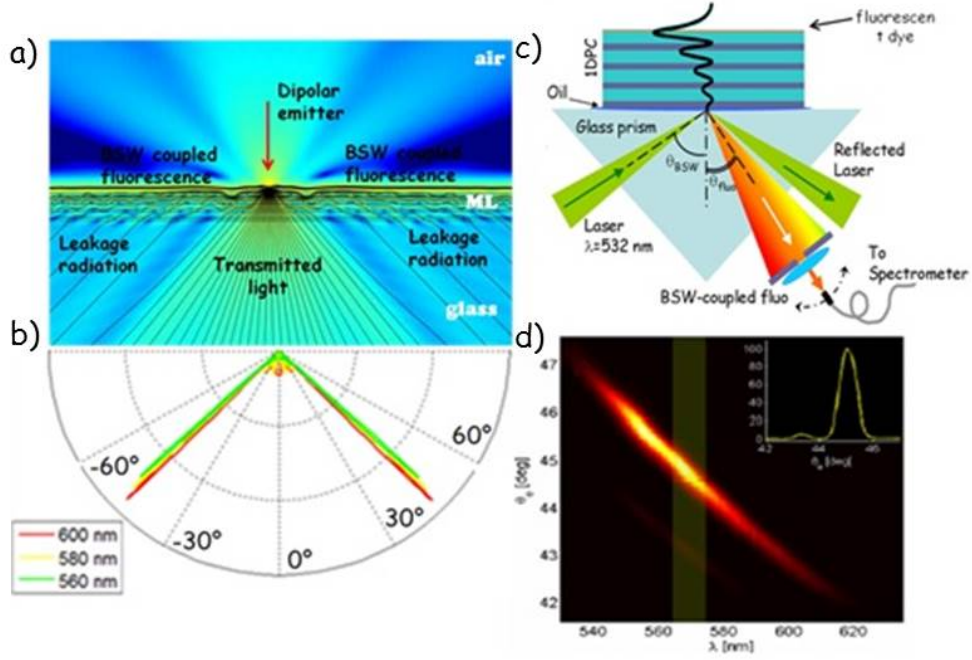 a)
air
Dipolar
emitter
BSW coupled
fluorescence
BSW coupled
fluorescence
ML
Leakage
radiation
Transmitted
light
Leakage
radiation
glass
b)
-60°
-30°
0°
30°
60°
600 nm
580 nm
560 nm
c)
fluorescen
t dye
1DPC
Oil
Glass prism
θBSW
θfluo
Reflected
Laser
Laser
λ=532 nm
To
Spectrometer
BSW-coupled fluo
d)
47
46
45
44
43
42
θe [deg]
540
560
580
600
620
λ [nm]
100
80
60
40
20
0
42
44
46
θe [deg]